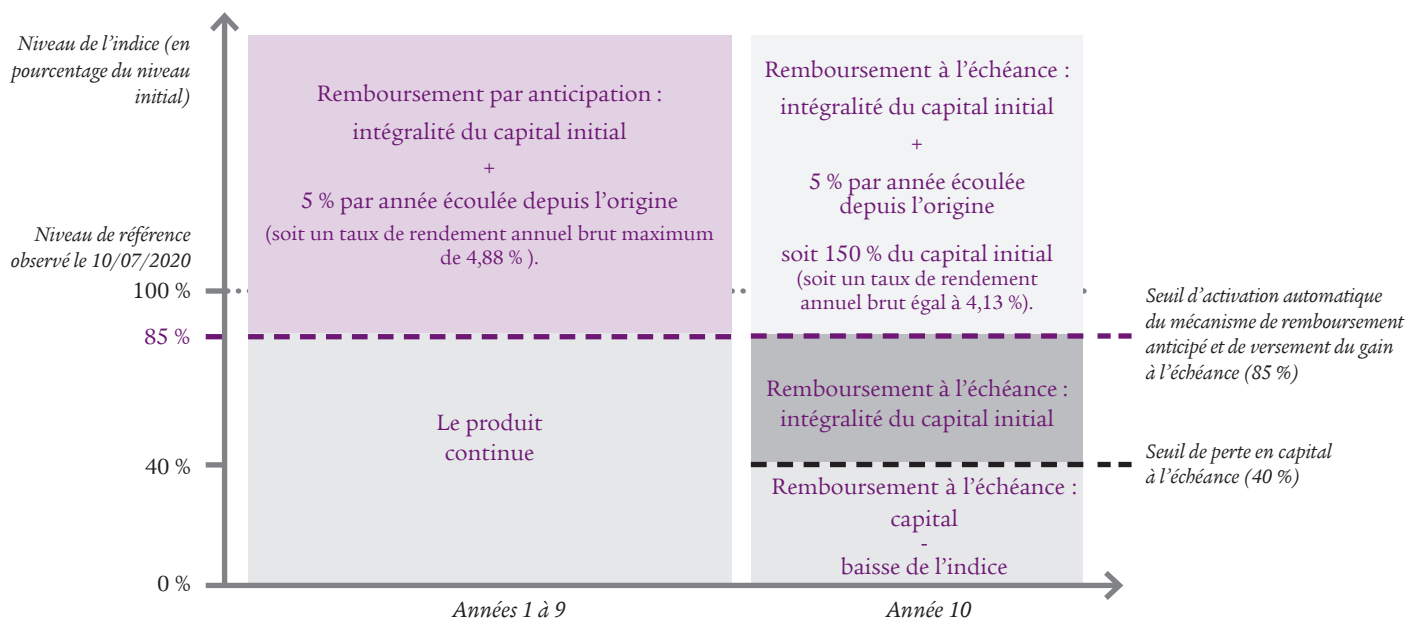 Niveau de l’indice (en
pourcentage du niveau
initial)
Remboursement par anticipation :
intégralité du capital initial
+
5 % par année écoulée depuis l’origine
(soit un taux de rendement annuel brut maximum
de 4,88 % ).
Remboursement à l’échéance :
intégralité du capital initial
+
5 % par année écoulée
depuis l’origine
soit 150 % du capital initial
(soit un taux de rendement
annuel brut égal à 4,13 %).
Niveau de référence
observé le 10/07/2020
100 %
85 %
Seuil d’activation automatique
du mécanisme de remboursement
anticipé et de versement du gain
à l’échéance (85 %)
Le produit
continue
Remboursement à l’échéance :
intégralité du capital initial
40 %
Seuil de perte en capital
à l’échéance (40 %)
Remboursement à l’échéance :
capital
-
baisse de l’indice
0 %
Années 1 à 9
Année 10